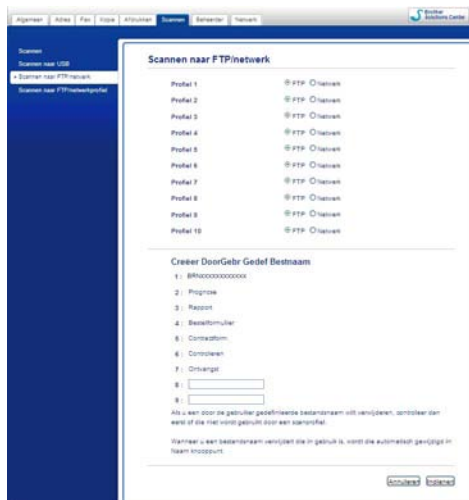 Algemeen Adres Fax Kopie Afdrukken Scannen Beheerder Netwerk
Brother
Solutions Center
Scannen
Scannen naar USB
Scannen naar FTP/netwerk
Scannen naar FTP/netwerkprofiel
Scannen naar FTP/netwerk
Profiel 1 FTP Netwerk
Profiel 2 FTP Netwerk
Profiel 3 FTP Netwerk
Profiel 4 FTP Netwerk
Profiel 5 FTP Netwerk
Profiel 6 FTP Netwerk
Profiel 7 FTP Netwerk
Profiel 8 FTP Netwerk
Profiel 9 FTP Netwerk
Profiel 10 FTP Netwerk
Creëer DoorGebr Gedef Bestnaam
1 : BRNXXXXXXXXXXXX
2 : Prognose
3 : Rapport
4 : Bestelformulier
5 : Contractform
6 : Controleren
7 : Ontvangst
8 :
9 :
Als u een door de gebruiker gedefinieerde bestandsnaam wilt verwijderen, controleer dan
eerst of die niet wordt gebruikt door een scanprofiel.
Wanneer u een bestandsnaam verwijdert die in gebruik is, wordt die automatisch gewijzigd in
Naam knooppunt.
Annuleren Indienen